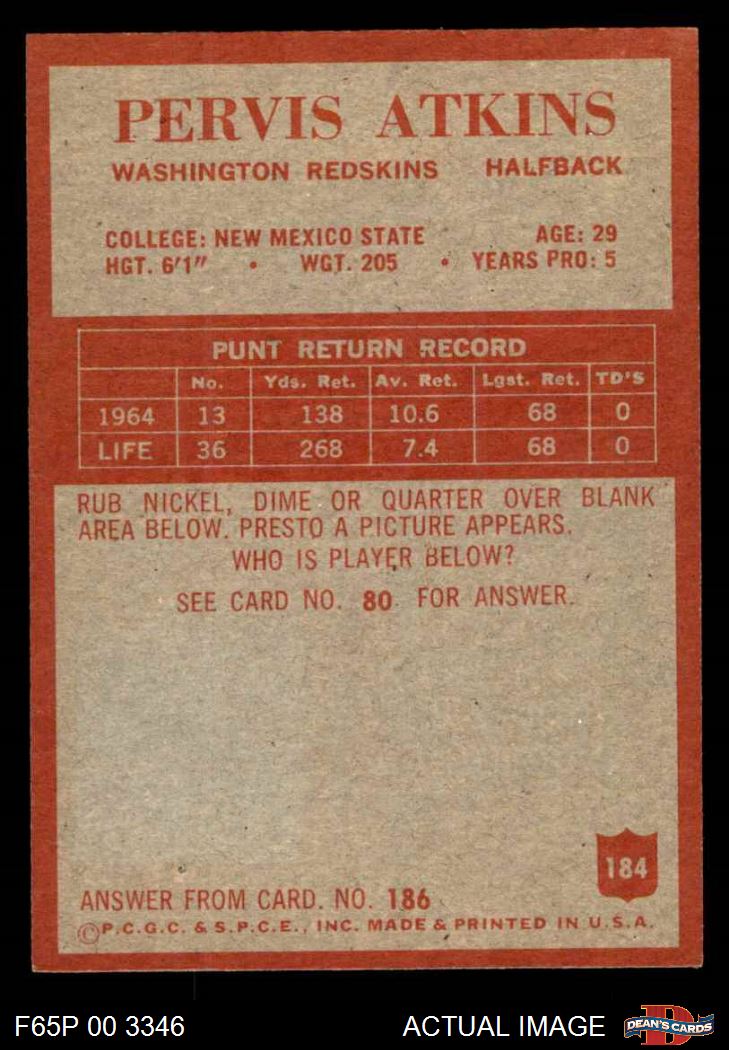 PERVIS ATKINS
WASHINGTON REDSKINS HALFBACK
COLLEGE: NEW MEXICO STATE AGE: 29
HGT. 6'1" • WGT. 205 • YEARS PRO: 5
PUNT RETURN RECORD
No. Yds. Ret. Av. Ret. Lgst. Ret. TD'S
1964 13 138 10.6 68 0
LIFE 36 268 7.4 68 0
RUB NICKEL, DIME OR QUARTER OVER BLANK
AREA BELOW. PRESTO A PICTURE APPEARS.
WHO IS PLAYER BELOW?
SEE CARD NO. 80 FOR ANSWER.
184
ANSWER FROM CARD. NO. 186
©P.C.G.C. & S.P.C.E., INC. MADE & PRINTED IN U.S.A.
F65P 00 3346 ACTUAL IMAGE D DEAN'S CARDS